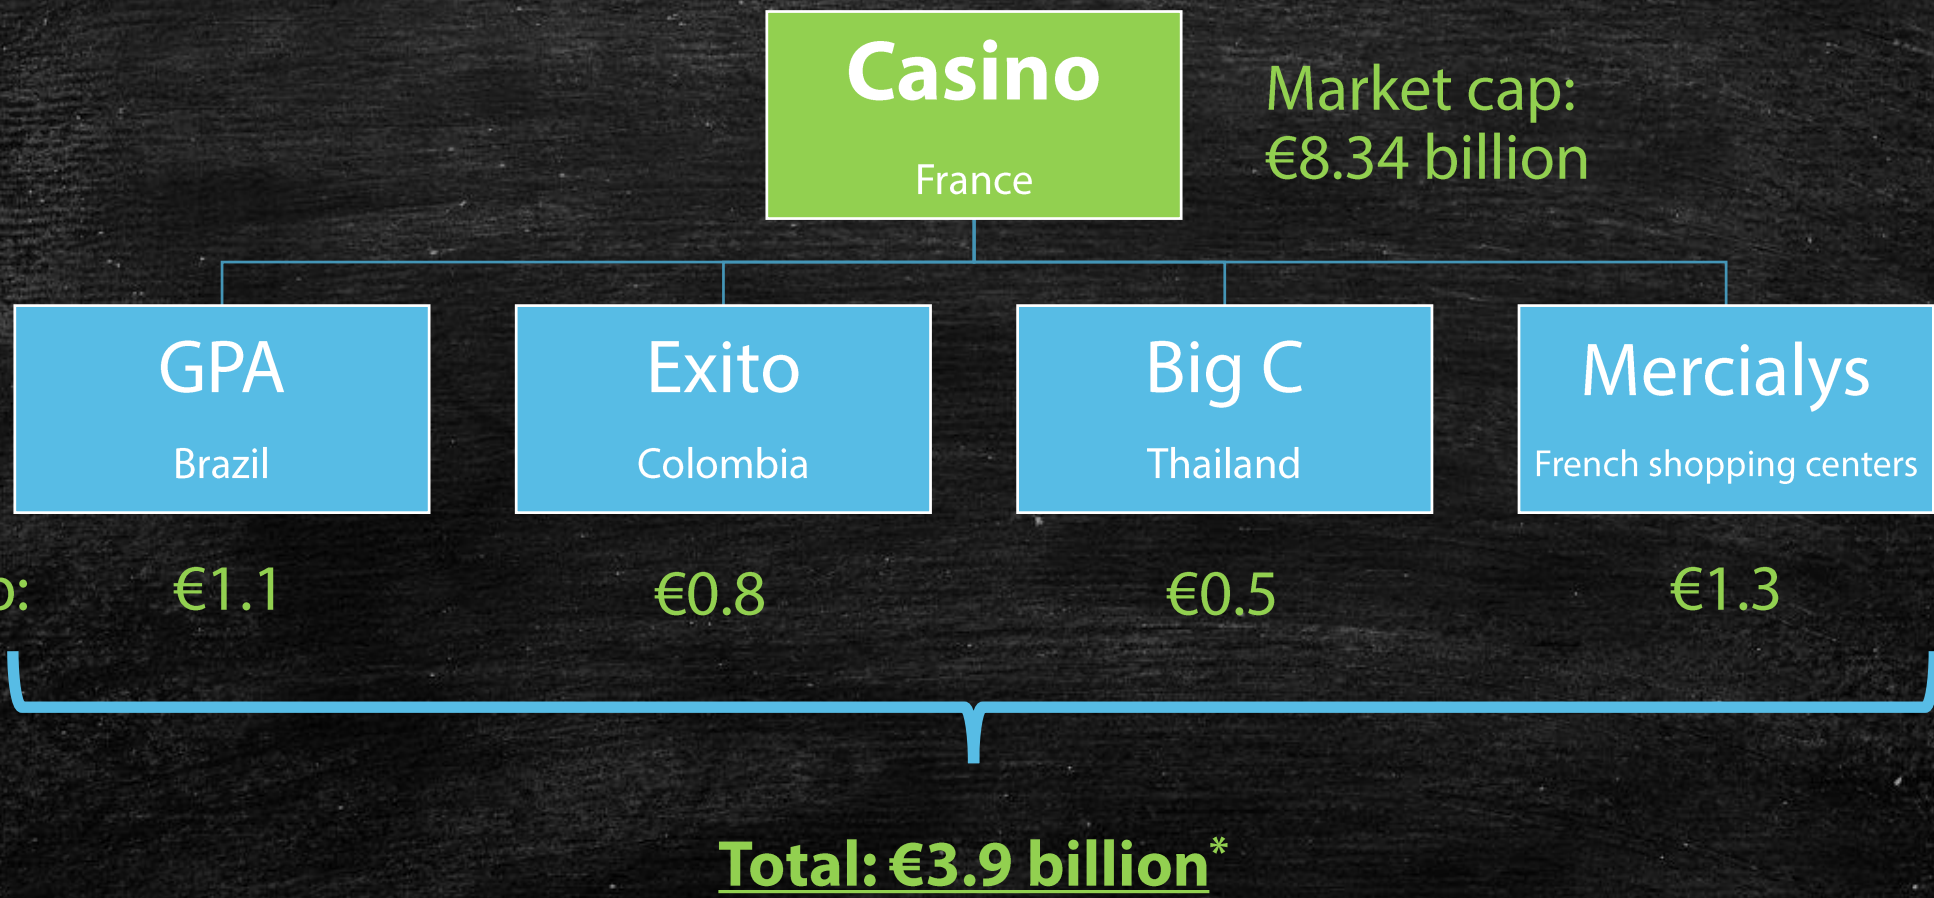 Casino
France
Market cap:
€8.34 billion
GPA
Brazil
Exito
Colombia
Big C
Thailand
Mercialys
French shopping centers
€1.1
€0.8
€0.5
€1.3
Total: €3.9 billion*